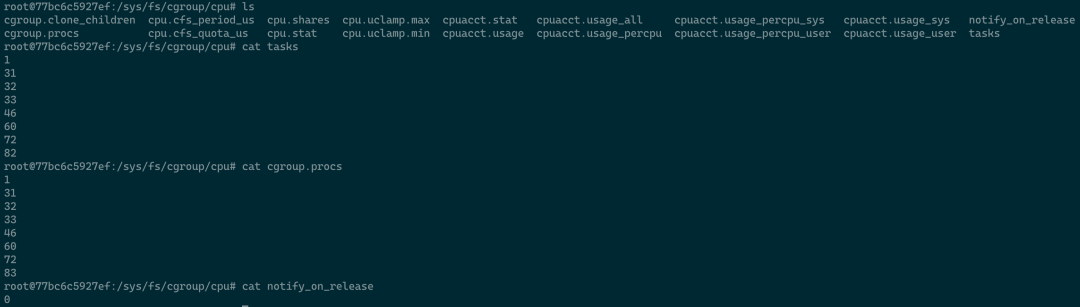 root@77bc6c5927ef:/sys/fs/cgroup/cpu# ls
cgroup.clone_children  cpu.cfs_period_us  cpu.shares  cpu.uclamp.max  cpuacct.stat   cpuacct.usage_all     cpuacct.usage_percpu_sys   cpuacct.usage_sys   notify_on_release
cgroup.procs           cpu.cfs_quota_us   cpu.stat    cpu.uclamp.min  cpuacct.usage  cpuacct.usage_percpu  cpuacct.usage_percpu_user  cpuacct.usage_user  tasks
root@77bc6c5927ef:/sys/fs/cgroup/cpu# cat tasks
1
31
32
33
46
60
72
82
root@77bc6c5927ef:/sys/fs/cgroup/cpu# cat cgroup.procs
1
31
32
33
46
60
72
83
root@77bc6c5927ef:/sys/fs/cgroup/cpu# cat notify_on_release
0